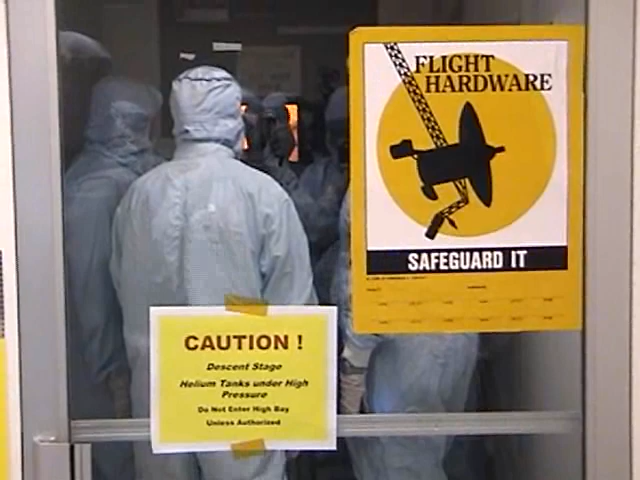 FLIGHT
HARDWARE
SAFEGUARD IT
CAUTION !
Descent Stage
Helium Tanks under High
Pressure
Do Not Enter High Bay
Unless Authorized